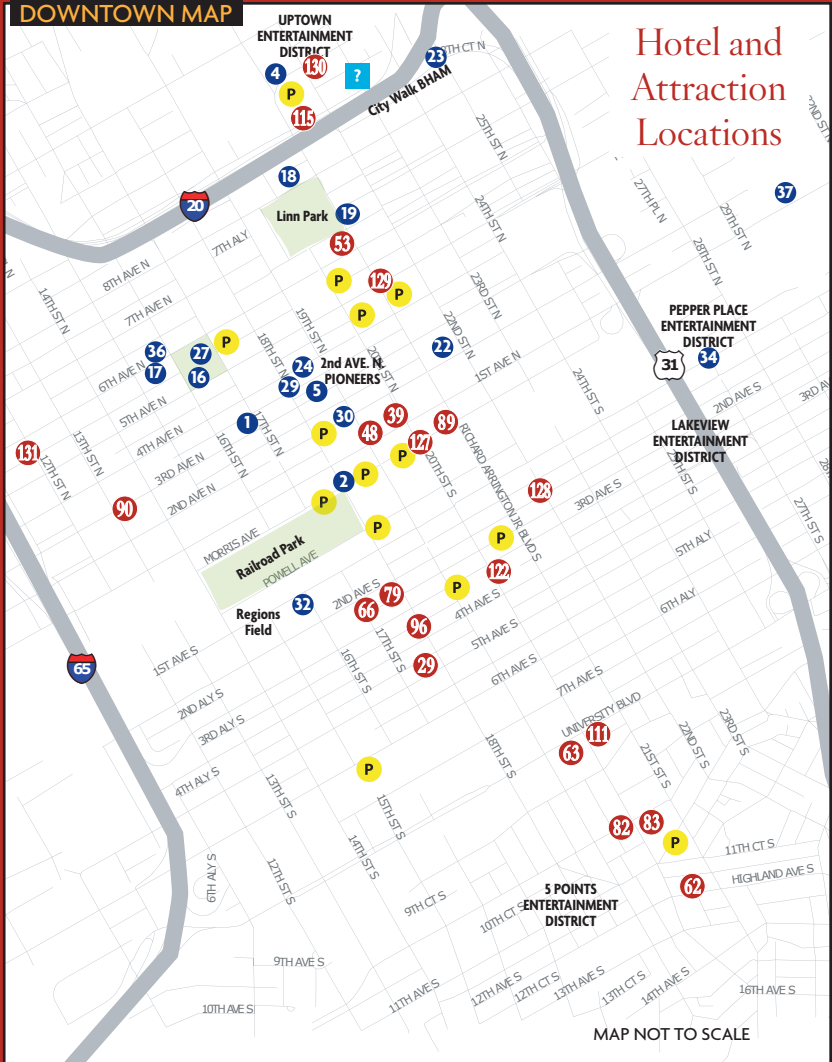 DOWNTOWN MAP
Hotel and
Attraction
Locations
UPTOWN
ENTERTAINMENT
DISTRICT
4
130
?
P
115
23
8TH CT N
City Walk BHAM
18
20
Linn Park
19
53
7TH ALY
25TH ST N
24TH ST N
27TH PL N
29TH ST N
28TH ST N
37
8TH AVE N
14TH ST N
7TH AVE N
P
129
P
P
23RD ST N
22ND ST N
19TH ST N
18TH ST N
20TH ST N
PEPPER PLACE
ENTERTAINMENT
DISTRICT
34
31
36
27
P
17
16
6TH AVE N
24
29
5
2nd AVE. N.
PIONEERS
22
1ST AVE N
24TH ST S
2ND AVE S
5TH AVE N
4TH AVE N
3RD AVE N
2ND AVE N
1
17TH ST N
16TH ST N
30
39
48
89
127
P
P
LAKEVIEW
ENTERTAINMENT
DISTRICT
131
13TH ST N
12TH ST N
90
2
P
P
P
20TH ST S
RICHARD ARRINGTON JR BLVD S
128
3RD AVE S
27TH ST S
MORRIS AVE
Railroad Park
POWELL AVE
P
122
5TH ALY
6TH ALY
Regions
Field
32
2ND AVE S
79
66
P
4TH AVE S
96
5TH AVE S
29
6TH AVE S
7TH AVE S
17TH ST S
16TH ST S
65
1ST AVE S
2ND ALY S
3RD ALY S
4TH ALY S
UNIVERSITY BLVD
111
63
18TH ST S
21ST ST S
22ND ST S
23RD ST S
P
15TH ST S
13TH ST S
14TH ST S
12TH ST S
6TH ALY S
82
83
P
11TH CT S
HIGHLAND AVE S
62
5 POINTS
ENTERTAINMENT
DISTRICT
9TH CT S
10TH CT S
9TH AVE S
10TH AVE S
11TH AVE S
12TH AVE S
12TH CT S
13TH AVE S
13TH CT S
14TH AVE S
16TH AVE S
MAP NOT TO SCALE